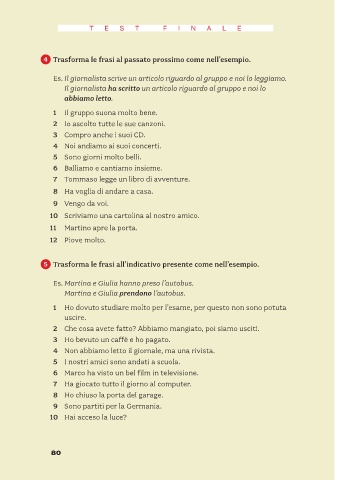 TEST FINALE
4 Trasforma le frasi al passato prossimo come nell'esempio.
Es. Il giornalista scrive un articolo riguardo al gruppo e noi lo leggiamo.
Il giornalista ha scritto un articolo riguardo al gruppo e noi lo
abbiamo letto.
1 Il gruppo suona molto bene.
2 Io ascolto tutte le sue canzoni.
3 Compro anche i suoi CD.
4 Noi andiamo ai suoi concerti.
5 Sono giorni molto belli.
6 Balliamo e cantiamo insieme.
7 Tommaso legge un libro di avventure.
8 Ha voglia di andare a casa.
9 Vengo da voi.
10 Scriviamo una cartolina al nostro amico.
11 Martino apre la porta.
12 Piove molto.
5 Trasforma le frasi all'indicativo presente come nell'esempio.
Es. Martina e Giulia hanno preso l'autobus.
Martina e Giulia prendono l'autobus.
1 Ho dovuto studiare molto per l'esame, per questo non sono potuta
uscire.
2 Che cosa avete fatto? Abbiamo mangiato, poi siamo usciti.
3 Ho bevuto un caffè e ho pagato.
4 Non abbiamo letto il giornale, ma una rivista.
5 I nostri amici sono andati a scuola.
6 Marco ha visto un bel film in televisione.
7 Ha giocato tutto il giorno al computer.
8 Ho chiuso la porta del garage.
9 Sono partiti per la Germania.
10 Hai acceso la luce?
80